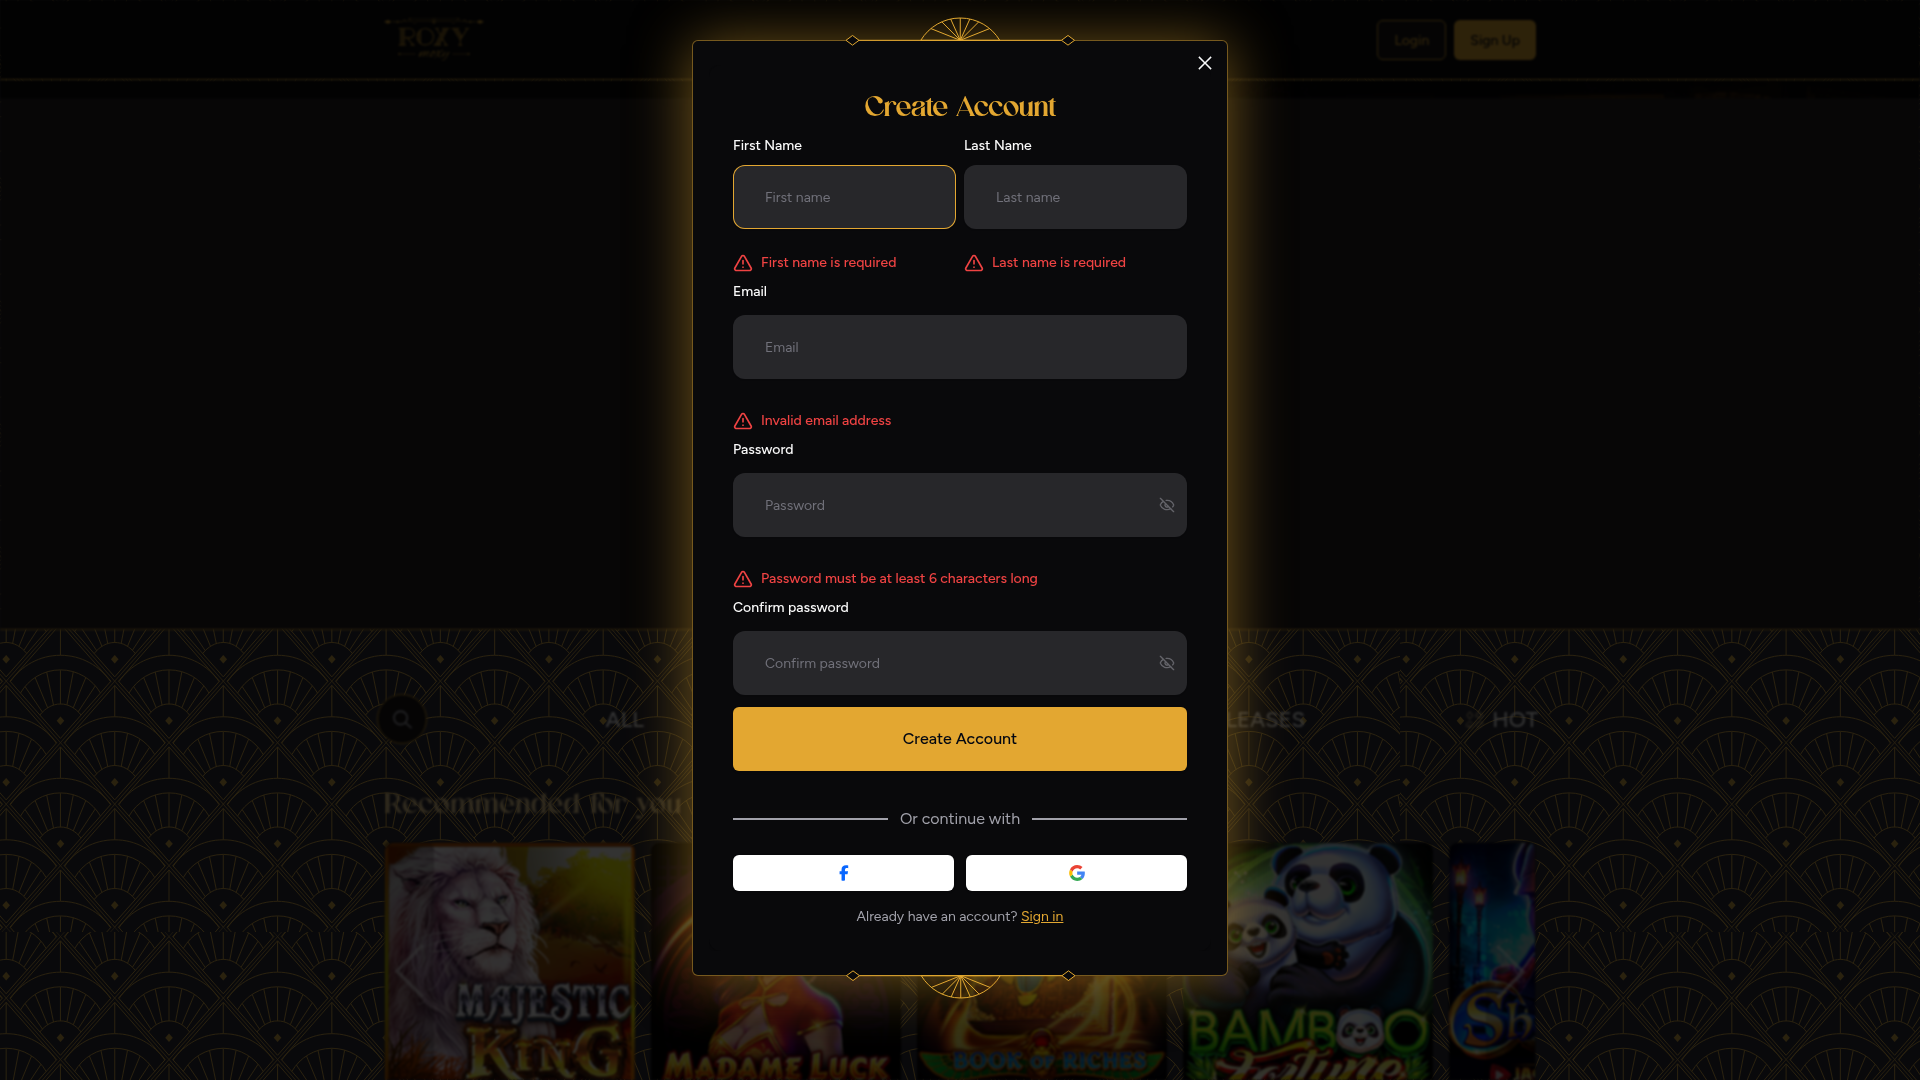 ROXY
Login
Sign Up
Create Account
First Name
Last Name
First name
Last name
First name is required
Last name is required
Email
Email
Invalid email address
Password
Password
Password must be at least 6 characters long
Confirm password
Confirm password
Create Account
ALL
HOT
Recommended for you
Or continue with
Already have an account? Sign in
MAJESTIC
KING
MADAME LUCK
BOOK OF RICHES
BAMBOO
Fortune